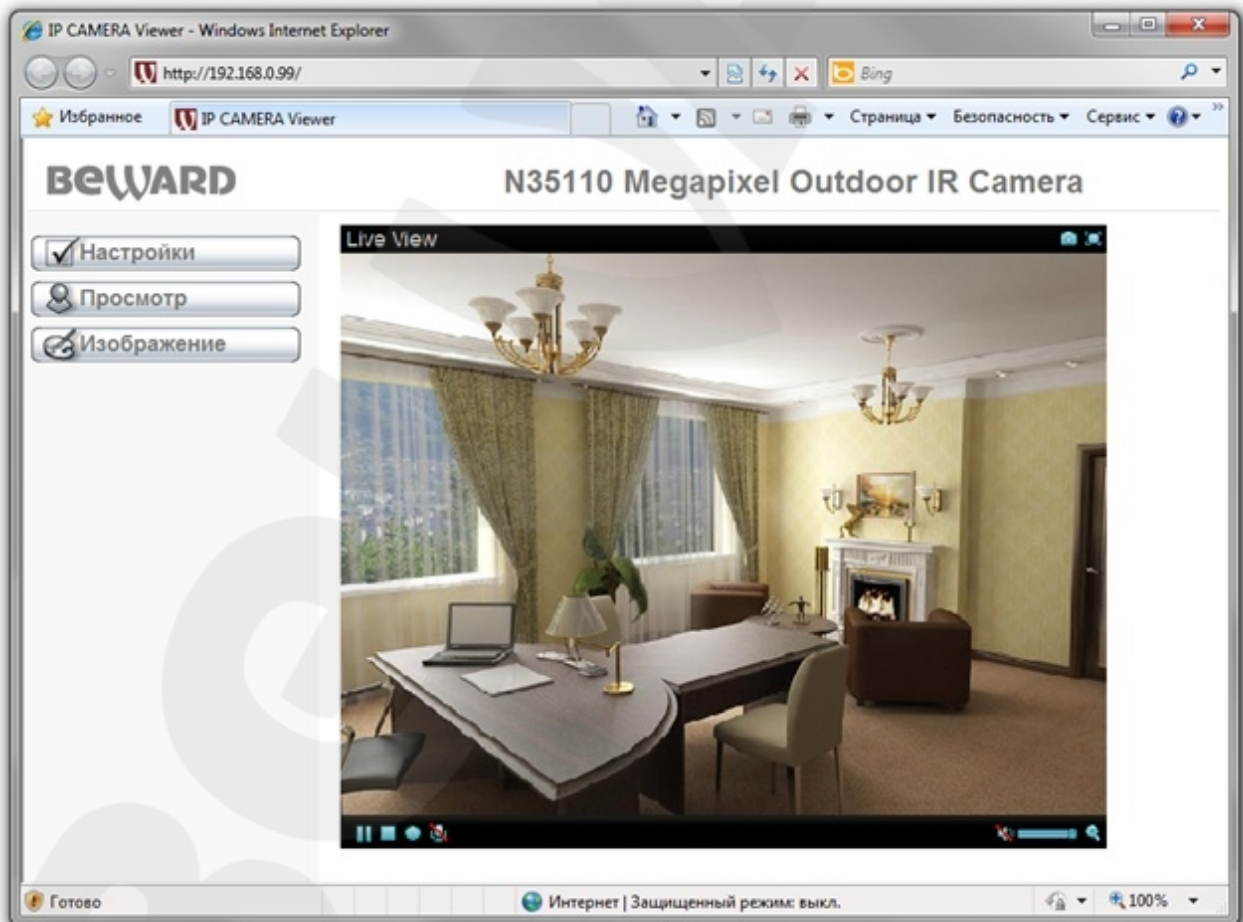 IP CAMERA Viewer - Windows Internet Explorer
http://192.168.0.99/
Bing
Избранное
IP CAMERA Viewer
Страница
Безопасность
Сервис
BEWARD
N35110 Megapixel Outdoor IR Camera
Настройки
Просмотр
Изображение
Live View
Готово
Интернет | Защищенный режим: выкл.
100%